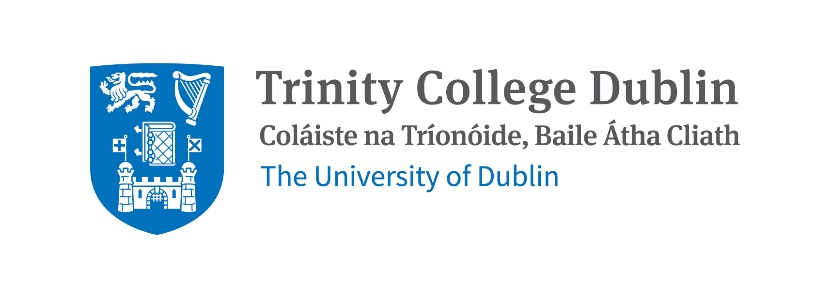 Trinity College Dublin
Coláiste na Tríonóide, Baile Átha Cliath
The University of Dublin